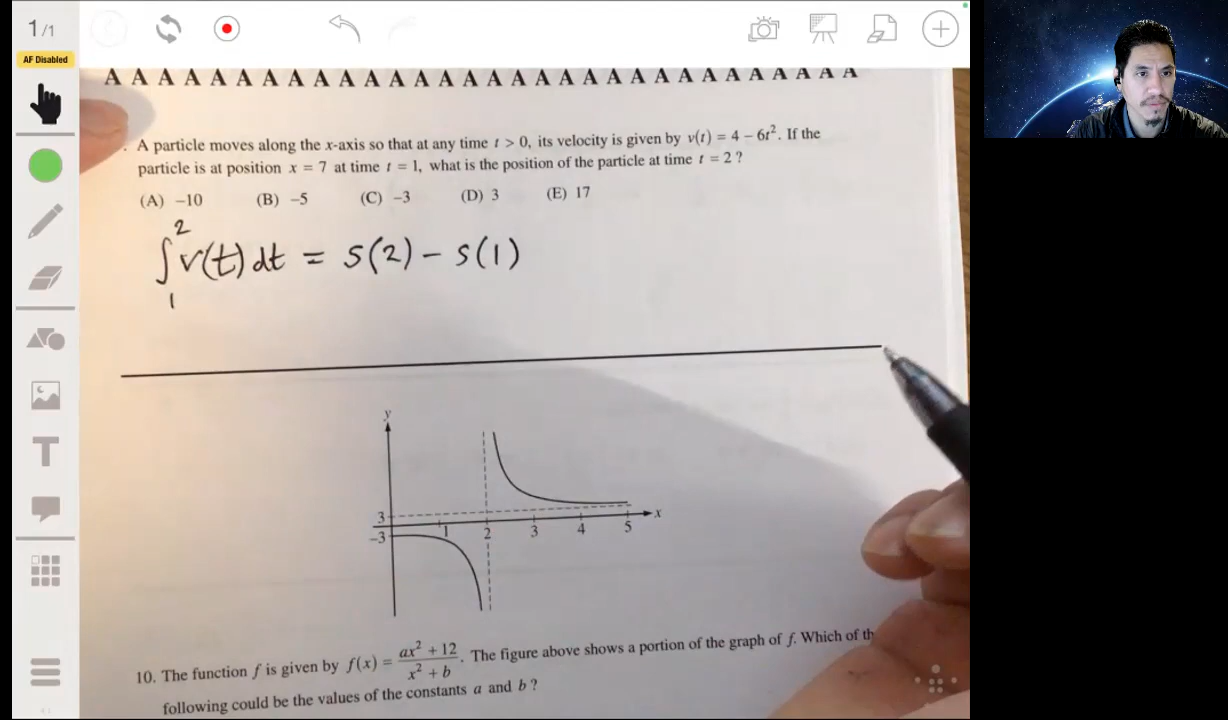 1/1
AF Disabled
A A A A A A A A A A A A A A A A A A A A A A A A A A A A A
. A particle moves along the x-axis so that at any time t > 0, its velocity is given by v(t) = 4 − 6t². If the
particle is at position x = 7 at time t = 1, what is the position of the particle at time t = 2 ?
(A) −10 (B) −5 (C) −3 (D) 3 (E) 17
∫₁² v(t) dt = s(2) − s(1)
y
3
−3
1 2 3 4 5 x
10. The function f is given by f(x) = (ax² + 12)/(x² + b). The figure above shows a portion of the graph of f. Which of th
following could be the values of the constants a and b ?
T